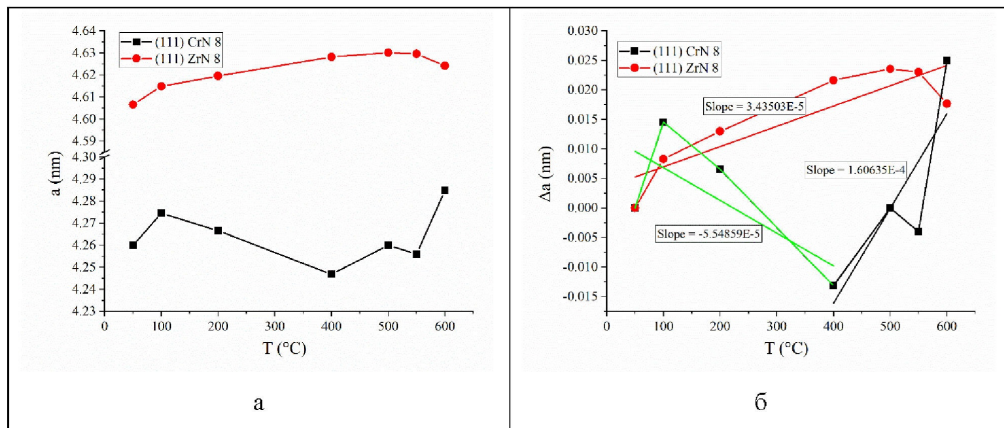 4.64
4.63
4.62
4.61
4.60
4.59
4.30
4.29
4.28
4.27
4.26
4.25
4.24
4.23
a (nm)
(111) CrN 8
(111) ZrN 8
0 100 200 300 400 500 600
T (°C)
а
0.030
0.025
0.020
0.015
0.010
0.005
0.000
-0.005
-0.010
-0.015
Δa (nm)
(111) CrN 8
(111) ZrN 8
Slope = 3.43503E-5
Slope = 1.60635E-4
Slope = -5.54859E-5
0 100 200 300 400 500 600
T (°C)
б